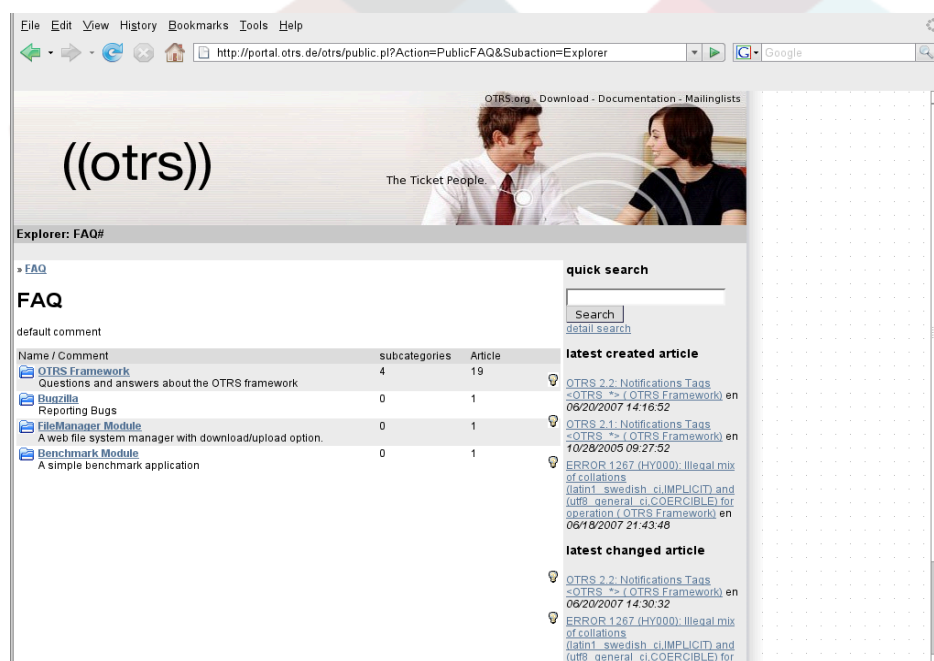 File Edit View History Bookmarks Tools Help
http://portal.otrs.de/otrs/public.pl?Action=PublicFAQ&Subaction=Explorer
G Google
OTRS.org - Download - Documentation - Mailinglists
((otrs))
The Ticket People.
Explorer: FAQ#
» FAQ
FAQ
default comment
Name / Comment subcategories Article
OTRS Framework 4 19
Questions and answers about the OTRS framework
Bugzilla 0 1
Reporting Bugs
FileManager Module 0 1
A web file system manager with download/upload option.
Benchmark Module 0 1
A simple benchmark application
quick search
Search
detail search
latest created article
OTRS 2.2: Notifications Tags
<OTRS_*> ( OTRS Framework) en
06/20/2007 14:16:52
OTRS 2.1: Notifications Tags
<OTRS_*> ( OTRS Framework) en
10/28/2005 09:27:52
ERROR 1267 (HY000): Illegal mix
of collations
(latin1_swedish_ci,IMPLICIT) and
(utf8_general_ci,COERCIBLE) for
operation ( OTRS Framework) en
06/18/2007 21:43:48
latest changed article
OTRS 2.2: Notifications Tags
<OTRS_*> ( OTRS Framework) en
06/20/2007 14:30:32
ERROR 1267 (HY000): Illegal mix
of collations
(latin1_swedish_ci,IMPLICIT) and
(utf8_general_ci,COERCIBLE) for